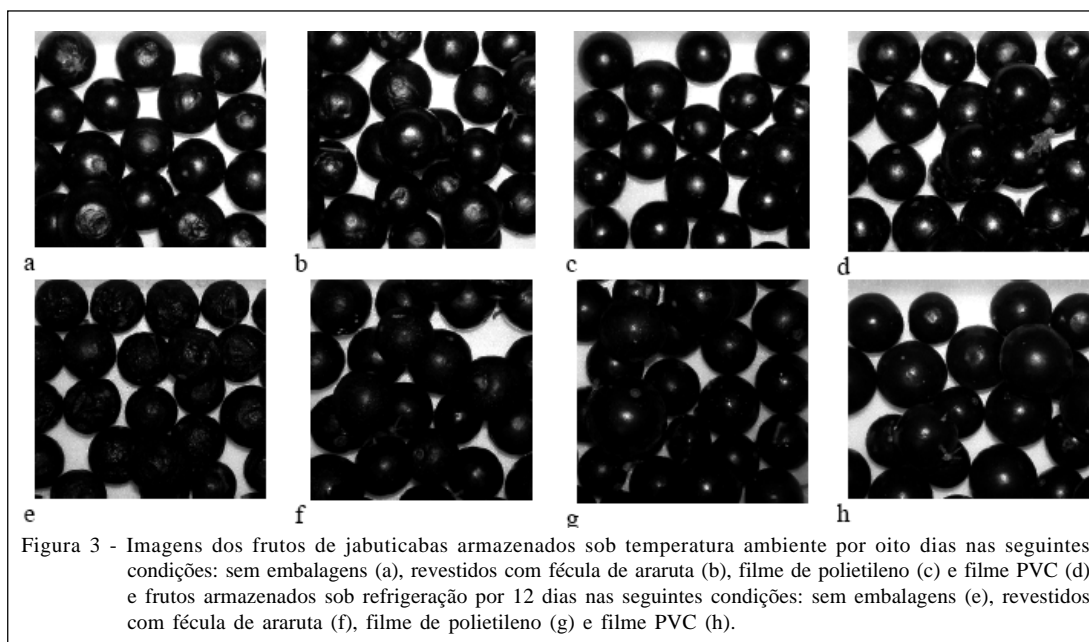 a
b
c
d
e
f
g
h
Figura 3 - Imagens dos frutos de jabuticabas armazenados sob temperatura ambiente por oito dias nas seguintes
condições: sem embalagens (a), revestidos com fécula de araruta (b), filme de polietileno (c) e filme PVC (d)
e frutos armazenados sob refrigeração por 12 dias nas seguintes condições: sem embalagens (e), revestidos
com fécula de araruta (f), filme de polietileno (g) e filme PVC (h).